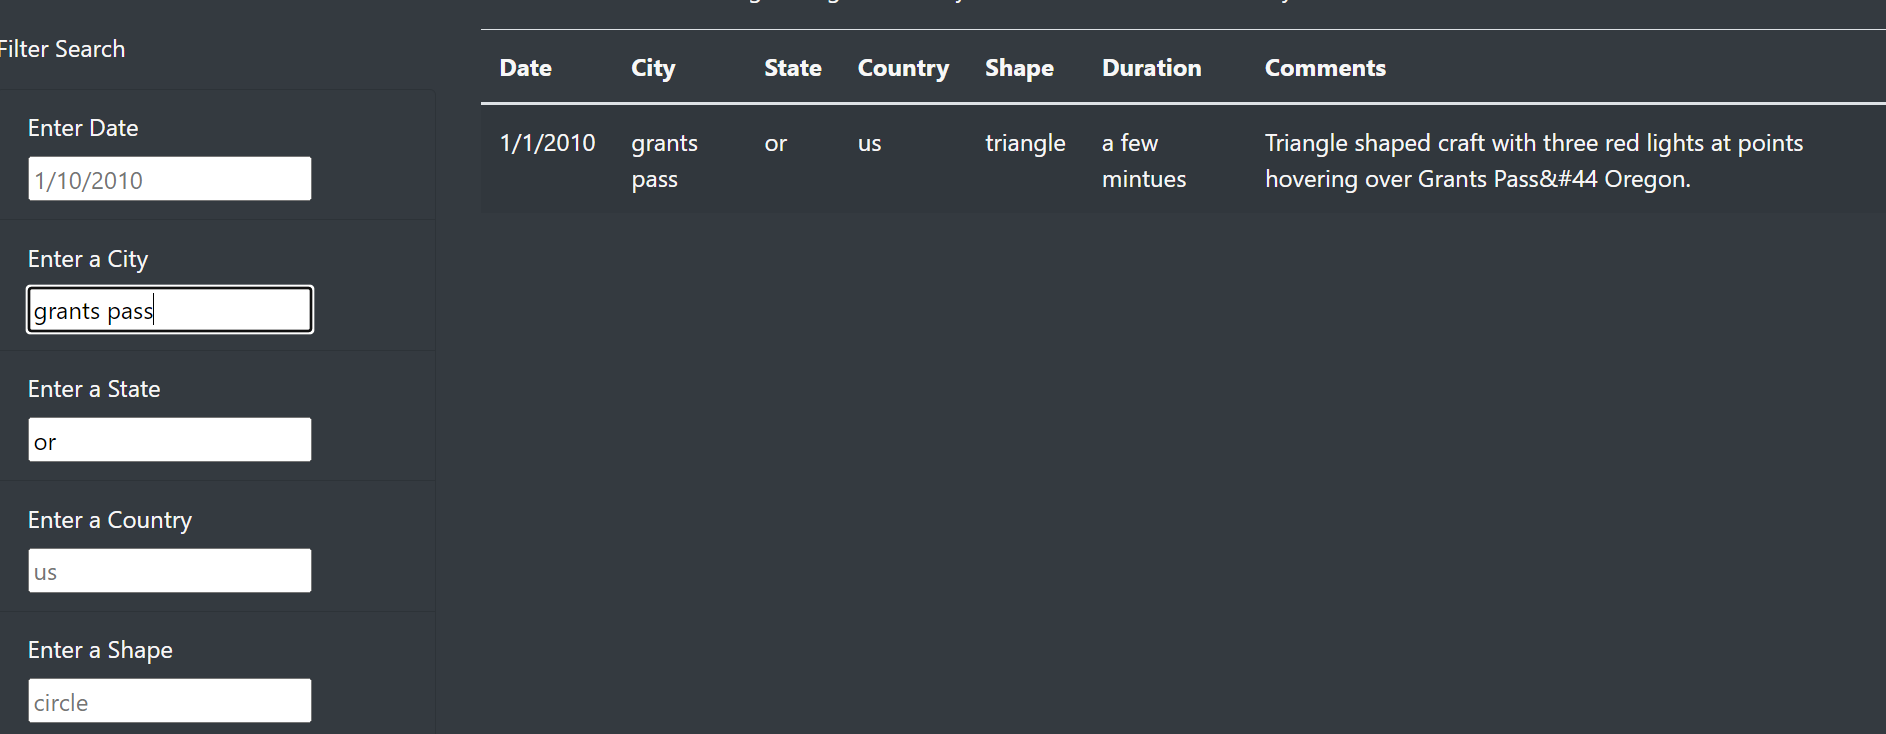 Filter Search
Enter Date
1/10/2010
Enter a City
grants pass
Enter a State
or
Enter a Country
us
Enter a Shape
circle
Date City State Country Shape Duration Comments
1/1/2010 grants or us triangle a few Triangle shaped craft with three red lights at points
pass mintues hovering over Grants Pass&#44 Oregon.